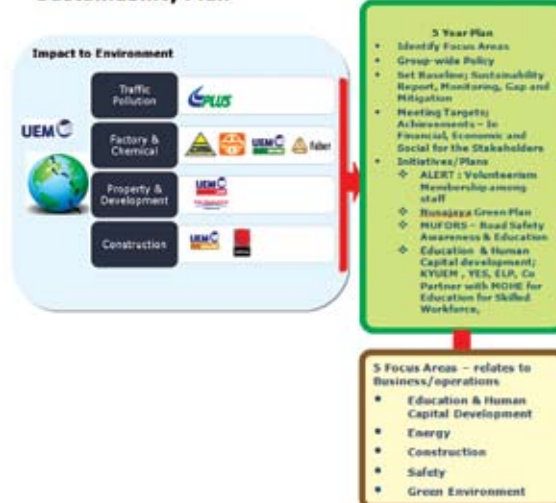 Sustainability Plan
Impact to Environment
UEM
Traffic
Pollution
PLUS
Factory &
Chemical
UEM
faber
Property &
Development
UEM
Construction
UEM
5 Year Plan
• Identify Focus Areas
• Group-wide Policy
• Set Baseline; Sustainability
Report, Monitoring, Gap and
Mitigation
• Meeting Targets;
Achievements – In
Financial, Economic and
Social for the Stakeholders
• Initiatives/Plans
❖ ALERT : Volunteerism
Membership among
staff
❖ Nusajaya Green Plan
❖ MUFORS – Road Safety
Awareness & Education
❖ Education & Human
Capital development;
KYUEM , YES, ELP, Co
Partner with MOHE for
Education for Skilled
Workforce,
5 Focus Areas – relates to
Business/operations
• Education & Human
Capital Development
• Energy
• Construction
• Safety
• Green Environment